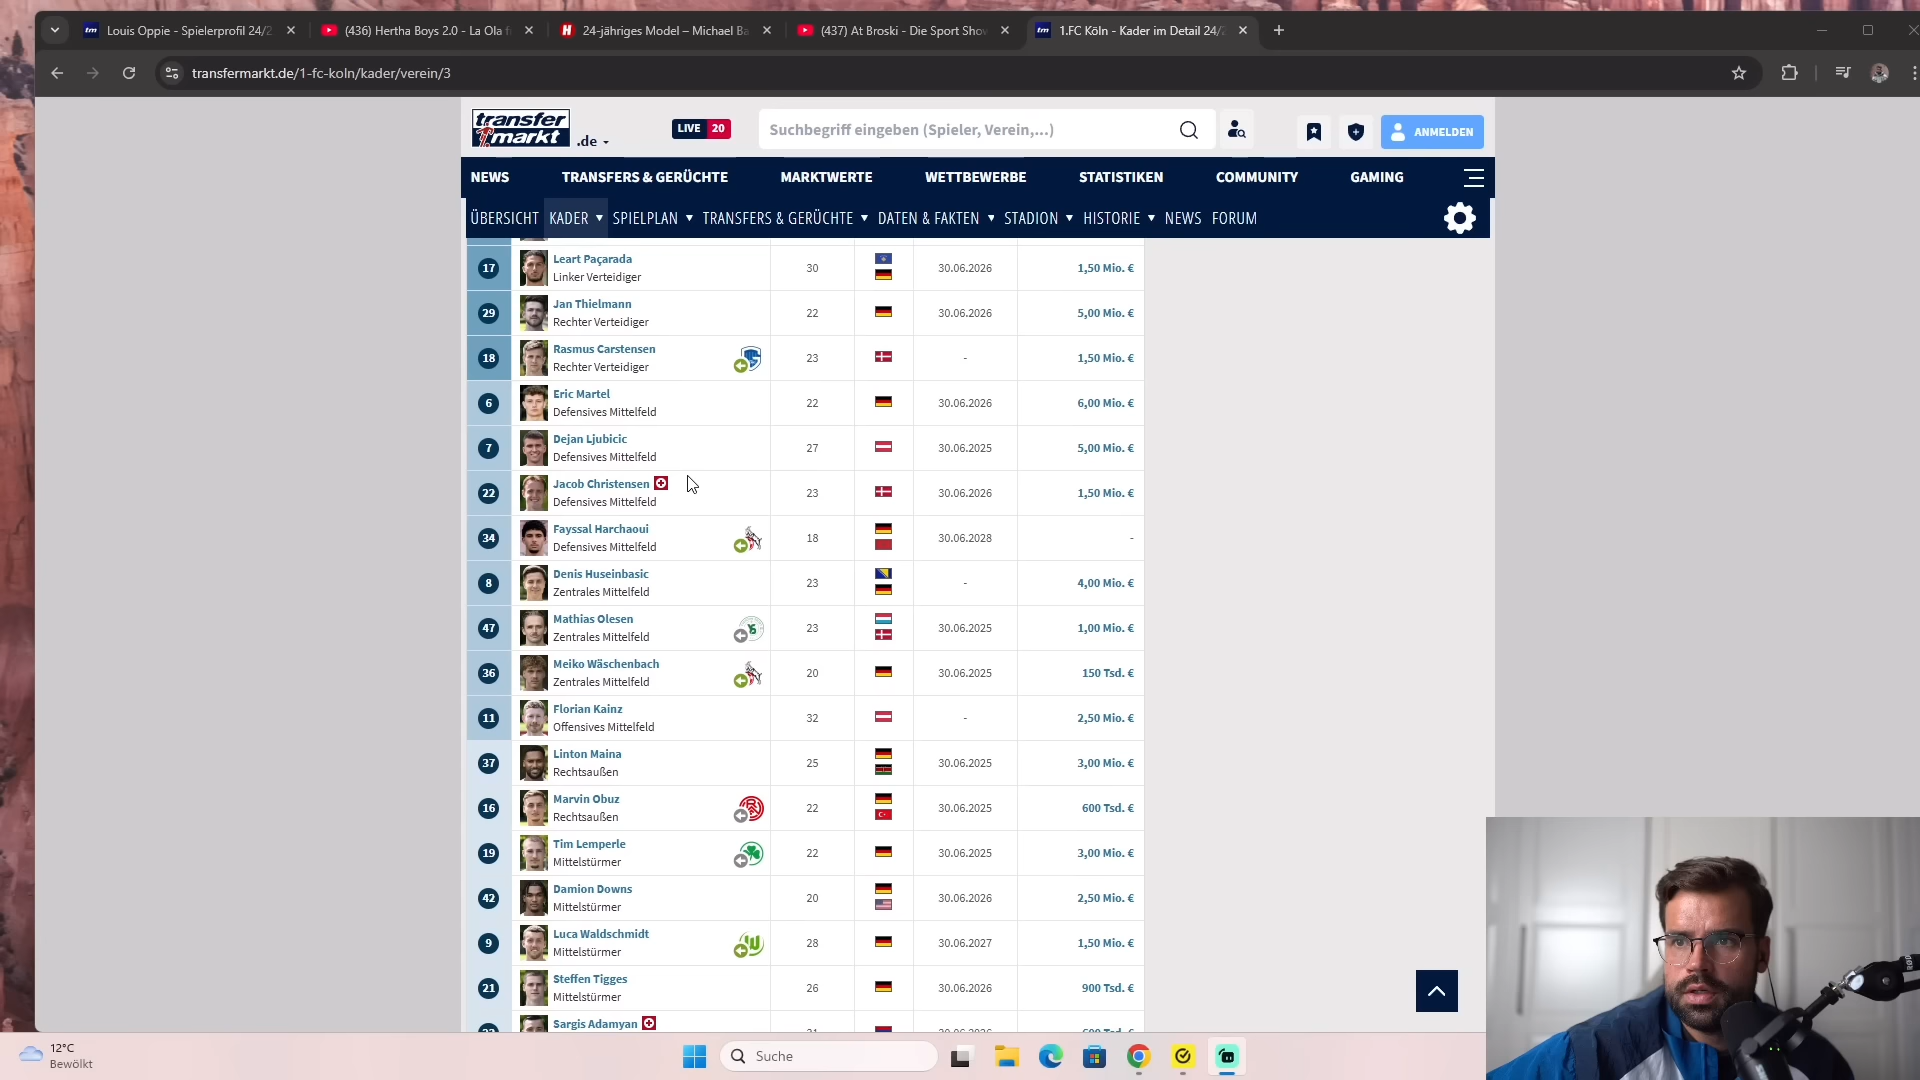 Louis Oppie - Spielerprofil 24/2
(436) Hertha Boys 2.0 - La Ola f
24-jähriges Model – Michael Ba
(437) At Broski - Die Sport Show
1.FC Köln - Kader im Detail 24/2
transfermarkt.de/1-fc-koln/kader/verein/3
transfermarkt .de
LIVE 20
Suchbegriff eingeben (Spieler, Verein,...)
ANMELDEN
NEWS TRANSFERS & GERÜCHTE MARKTWERTE WETTBEWERBE STATISTIKEN COMMUNITY GAMING
ÜBERSICHT KADER SPIELPLAN TRANSFERS & GERÜCHTE DATEN & FAKTEN STADION HISTORIE NEWS FORUM
17 Leart Paçarada 30 30.06.2026 1,50 Mio. €
Linker Verteidiger
29 Jan Thielmann 22 30.06.2026 5,00 Mio. €
Rechter Verteidiger
18 Rasmus Carstensen 23 - 1,50 Mio. €
Rechter Verteidiger
6 Eric Martel 22 30.06.2026 6,00 Mio. €
Defensives Mittelfeld
7 Dejan Ljubicic 27 30.06.2025 5,00 Mio. €
Defensives Mittelfeld
22 Jacob Christensen 23 30.06.2026 1,50 Mio. €
Defensives Mittelfeld
34 Fayssal Harchaoui 18 30.06.2028 -
Defensives Mittelfeld
8 Denis Huseinbasic 23 - 4,00 Mio. €
Zentrales Mittelfeld
47 Mathias Olesen 23 30.06.2025 1,00 Mio. €
Zentrales Mittelfeld
36 Meiko Wäschenbach 20 30.06.2025 150 Tsd. €
Zentrales Mittelfeld
11 Florian Kainz 32 - 2,50 Mio. €
Offensives Mittelfeld
37 Linton Maina 25 30.06.2025 3,00 Mio. €
Rechtsaußen
16 Marvin Obuz 22 30.06.2025 600 Tsd. €
Rechtsaußen
19 Tim Lemperle 22 30.06.2025 3,00 Mio. €
Mittelstürmer
42 Damion Downs 20 30.06.2026 2,50 Mio. €
Mittelstürmer
9 Luca Waldschmidt 28 30.06.2027 1,50 Mio. €
Mittelstürmer
21 Steffen Tigges 26 30.06.2026 900 Tsd. €
Mittelstürmer
Sargis Adamyan
12°C
Bewölkt
Suche